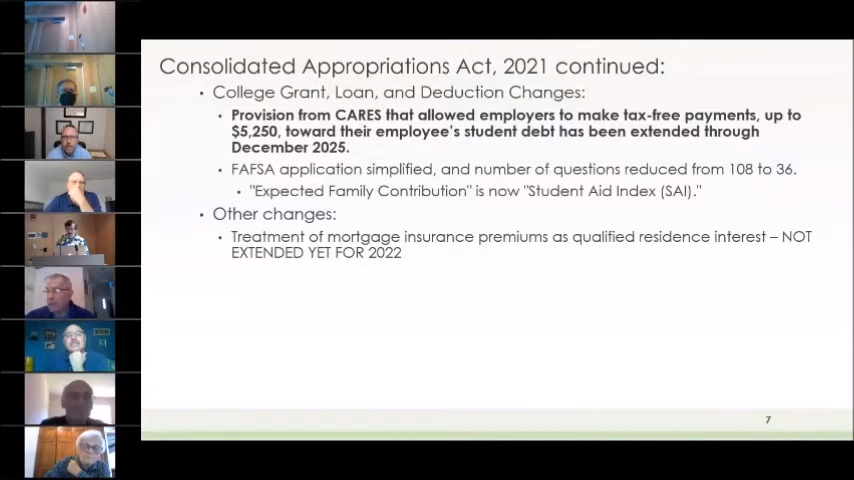 Consolidated Appropriations Act, 2021 continued:
• College Grant, Loan, and Deduction Changes:
• Provision from CARES that allowed employers to make tax-free payments, up to
$5,250, toward their employee's student debt has been extended through
December 2025.
• FAFSA application simplified, and number of questions reduced from 108 to 36.
• "Expected Family Contribution" is now "Student Aid Index (SAI)."
• Other changes:
• Treatment of mortgage insurance premiums as qualified residence interest – NOT
EXTENDED YET FOR 2022
7